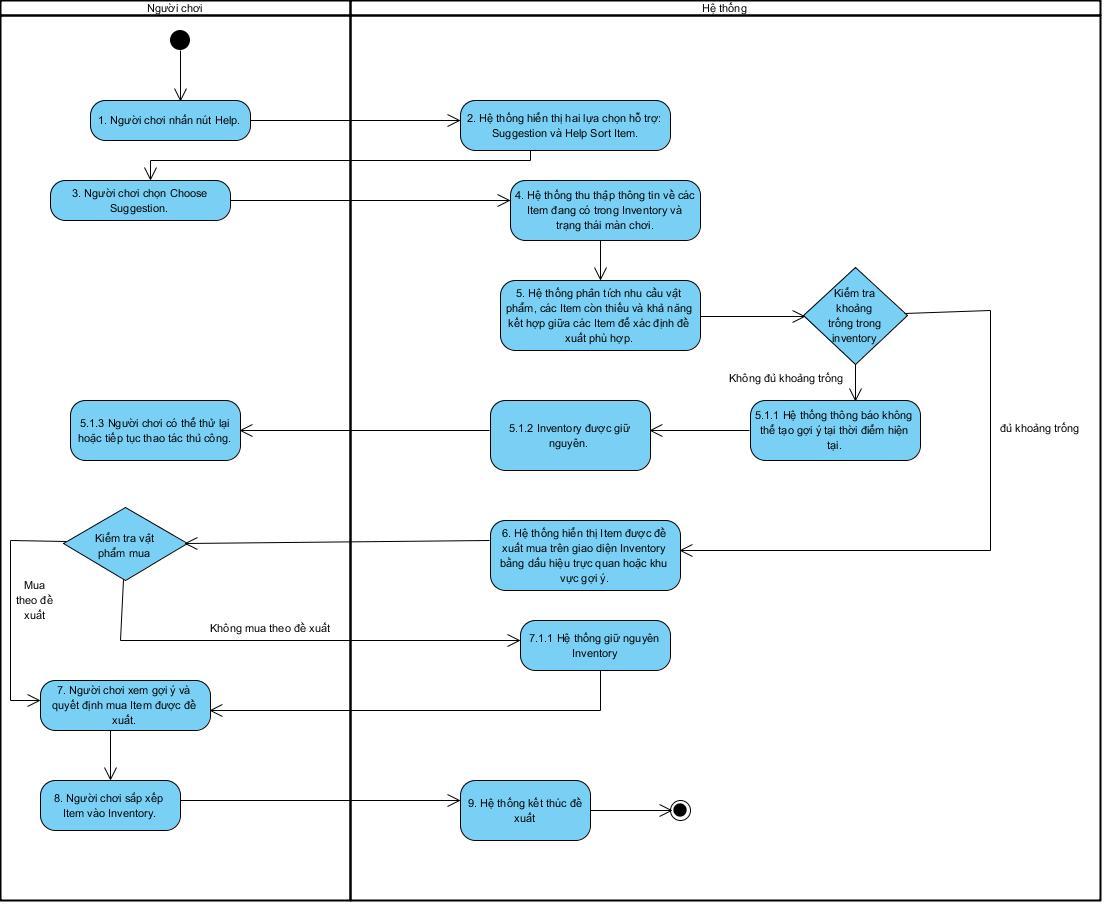 Người chơi
Hệ thống
1. Người chơi nhấn nút Help.
2. Hệ thống hiển thị hai lựa chọn hỗ trợ:
Suggestion và Help Sort Item.
3. Người chơi chọn Choose
Suggestion.
4. Hệ thống thu thập thông tin về các
Item đang có trong Inventory và
trạng thái màn chơi.
5. Hệ thống phân tích nhu cầu vật
phẩm, các Item còn thiếu và khả năng
kết hợp giữa các Item để xác định đề
xuất phù hợp.
Kiểm tra
khoảng
trống trong
inventory
Không đủ khoảng trống
đủ khoảng trống
5.1.1 Hệ thống thông báo không
thể tạo gợi ý tại thời điểm hiện
tại.
5.1.2 Inventory được giữ
nguyên.
5.1.3 Người chơi có thể thử lại
hoặc tiếp tục thao tác thủ công.
6. Hệ thống hiển thị Item được đề
xuất mua trên giao diện Inventory
bằng dấu hiệu trực quan hoặc khu
vực gợi ý.
Kiểm tra vật
phẩm mua
Mua
theo đề
xuất
Không mua theo đề xuất
7.1.1 Hệ thống giữ nguyên
Inventory
7. Người chơi xem gợi ý và
quyết định mua Item được đề
xuất.
8. Người chơi sắp xếp
Item vào Inventory.
9. Hệ thống kết thúc đề
xuất